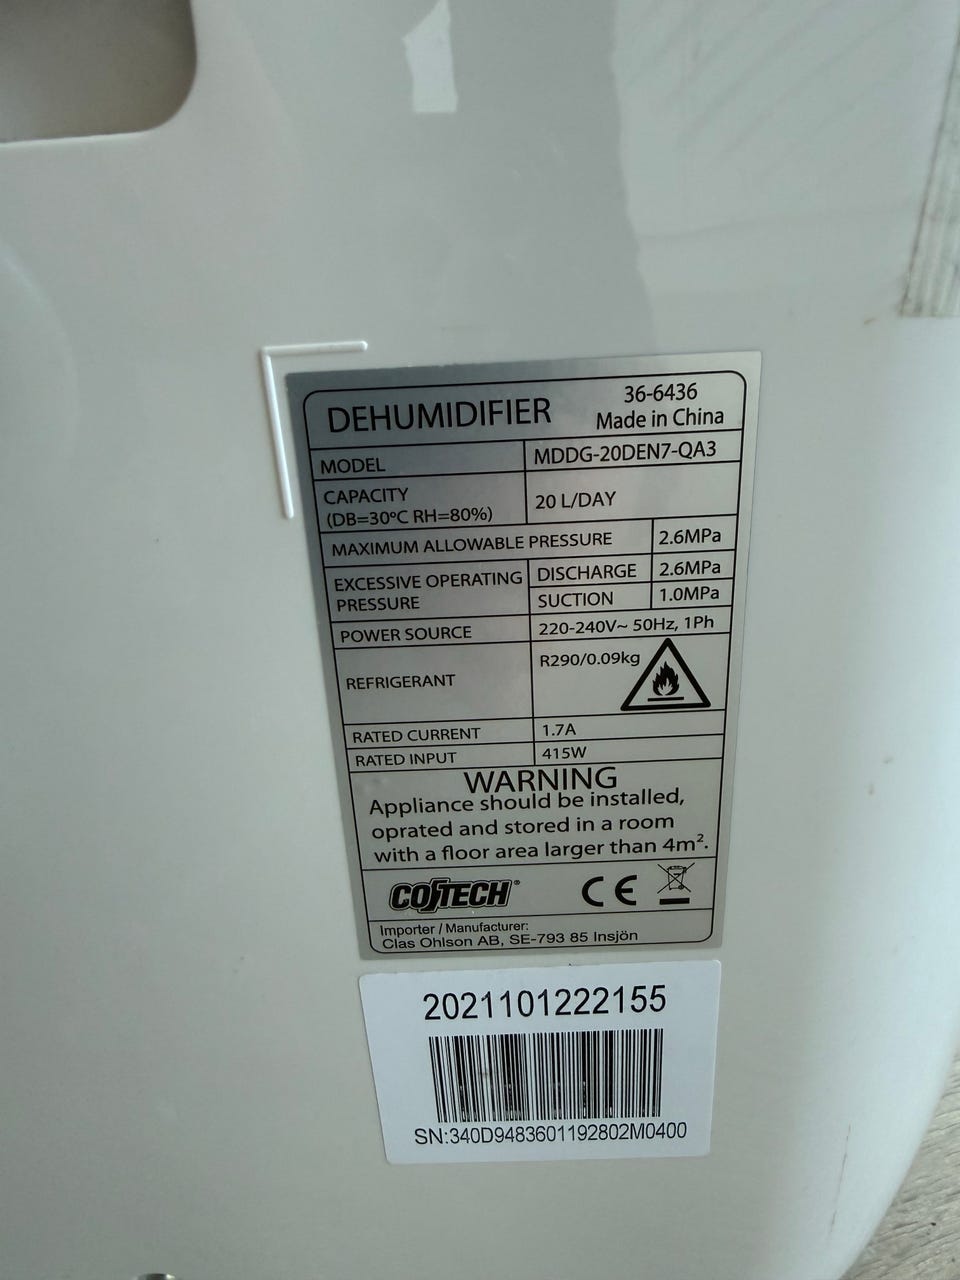 DEHUMIDIFIER
36-6436
Made in China
MODEL
MDDG-20DEN7-QA3
CAPACITY
(DB=30ºC RH=80%)
20 L/DAY
MAXIMUM ALLOWABLE PRESSURE
2.6MPa
EXCESSIVE OPERATING
PRESSURE
DISCHARGE
2.6MPa
SUCTION
1.0MPa
POWER SOURCE
220-240V~ 50Hz, 1Ph
REFRIGERANT
R290/0.09kg
RATED CURRENT
1.7A
RATED INPUT
415W
WARNING
Appliance should be installed,
oprated and stored in a room
with a floor area larger than 4m².
COTECH®
CE
Importer / Manufacturer:
Clas Ohlson AB, SE-793 85 Insjön
2021101222155
SN:340D9483601192802M0400